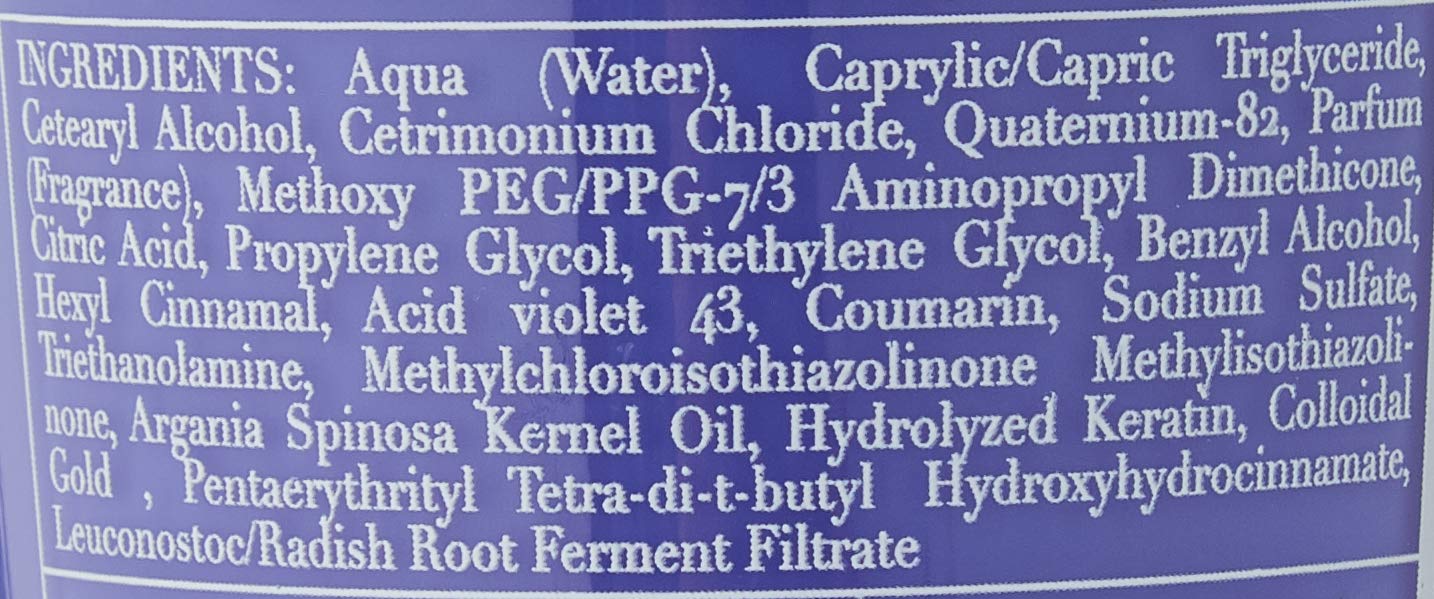 INGREDIENTS: Aqua (Water), Caprylic/Capric Triglyceride,
Cetearyl Alcohol, Cetrimonium Chloride, Quaternium-82, Parfum
(Fragrance), Methoxy PEG/PPG-7/3 Aminopropyl Dimethicone,
Citric Acid, Propylene Glycol, Triethylene Glycol, Benzyl Alcohol,
Hexyl Cinnamal, Acid violet 43, Coumarin, Sodium Sulfate,
Triethanolamine, Methylchloroisothiazolinone Methylisothiazoli-
none, Argania Spinosa Kernel Oil, Hydrolyzed Keratin, Colloidal
Gold , Pentaerythrityl Tetra-di-t-butyl Hydroxyhydrocinnamate,
Leuconostoc/Radish Root Ferment Filtrate